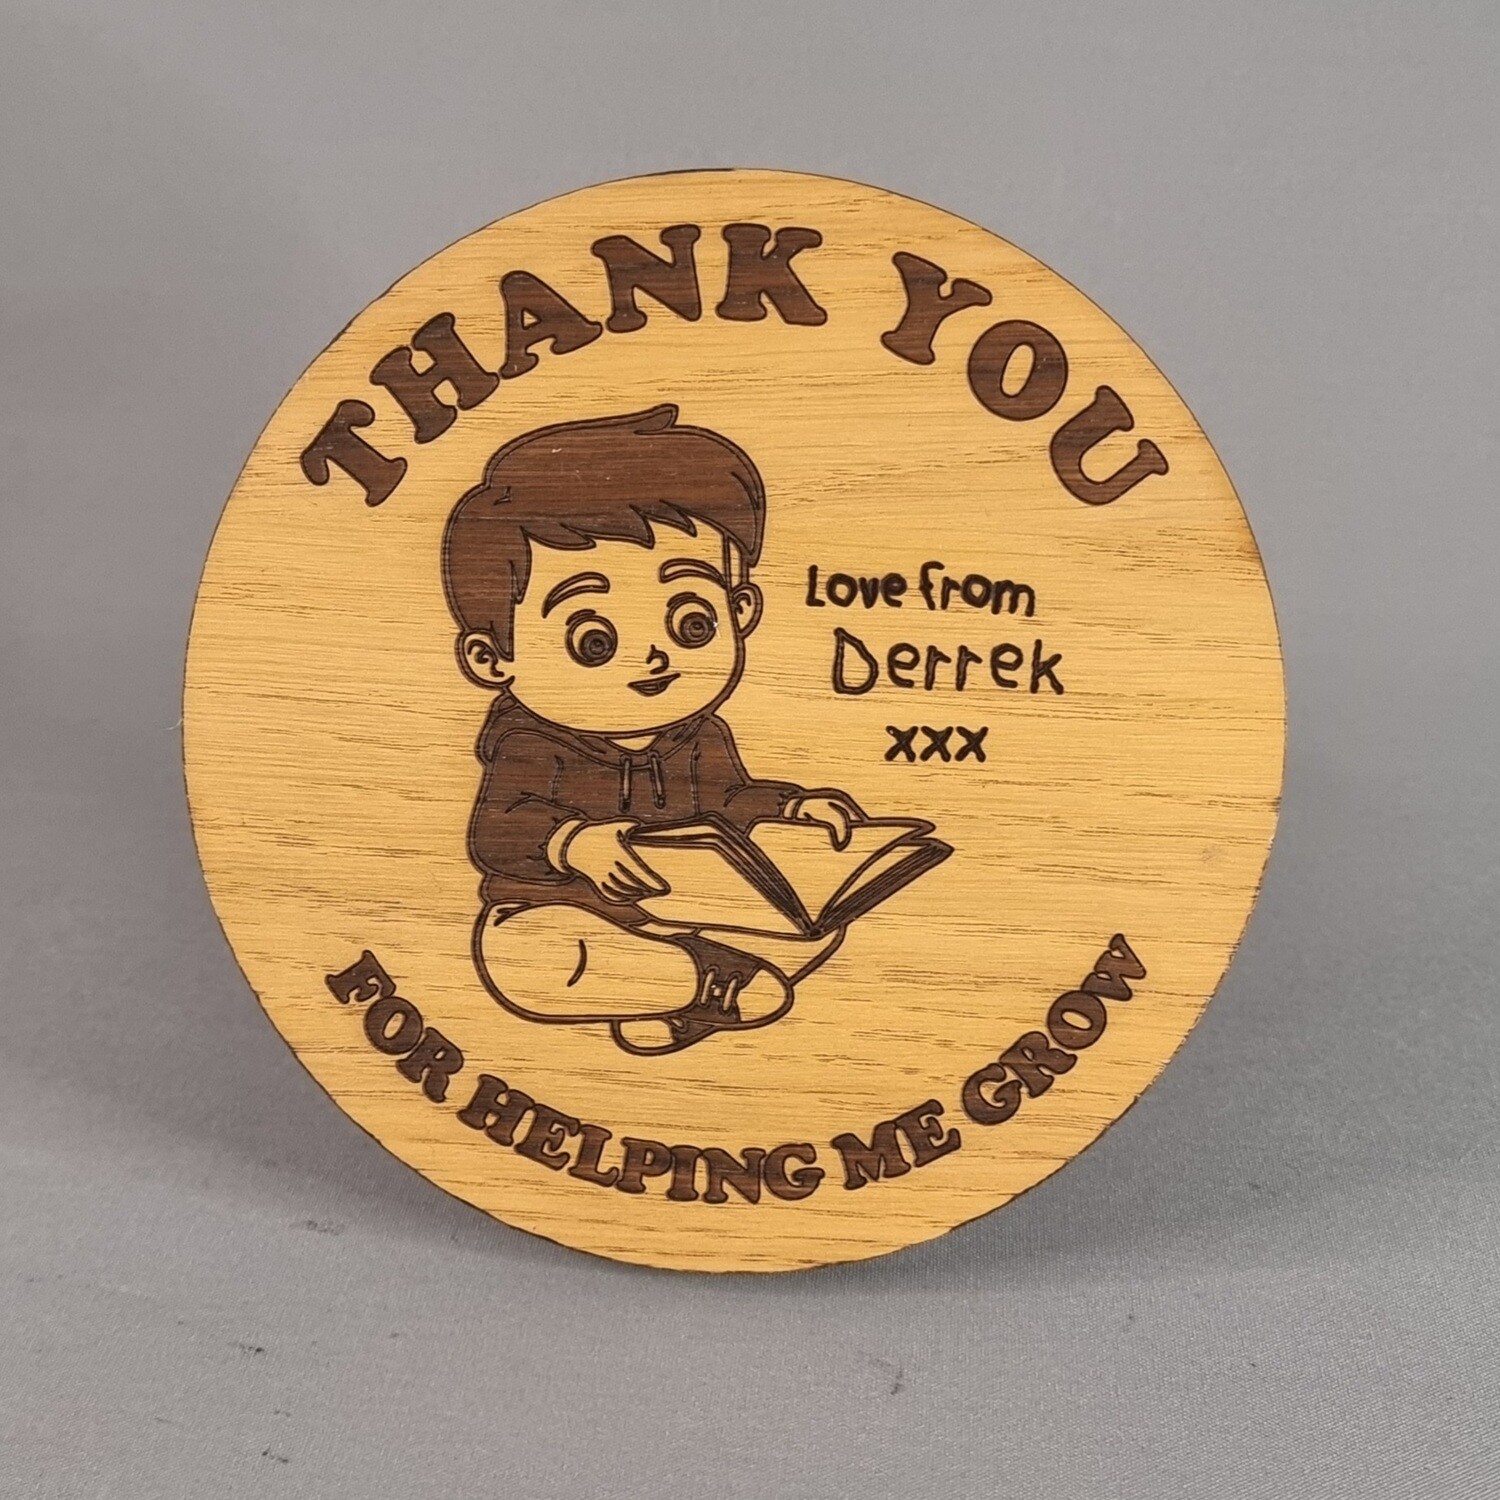 THANK YOU
Love from
Derrek
xxx
FOR HELPING ME GROW